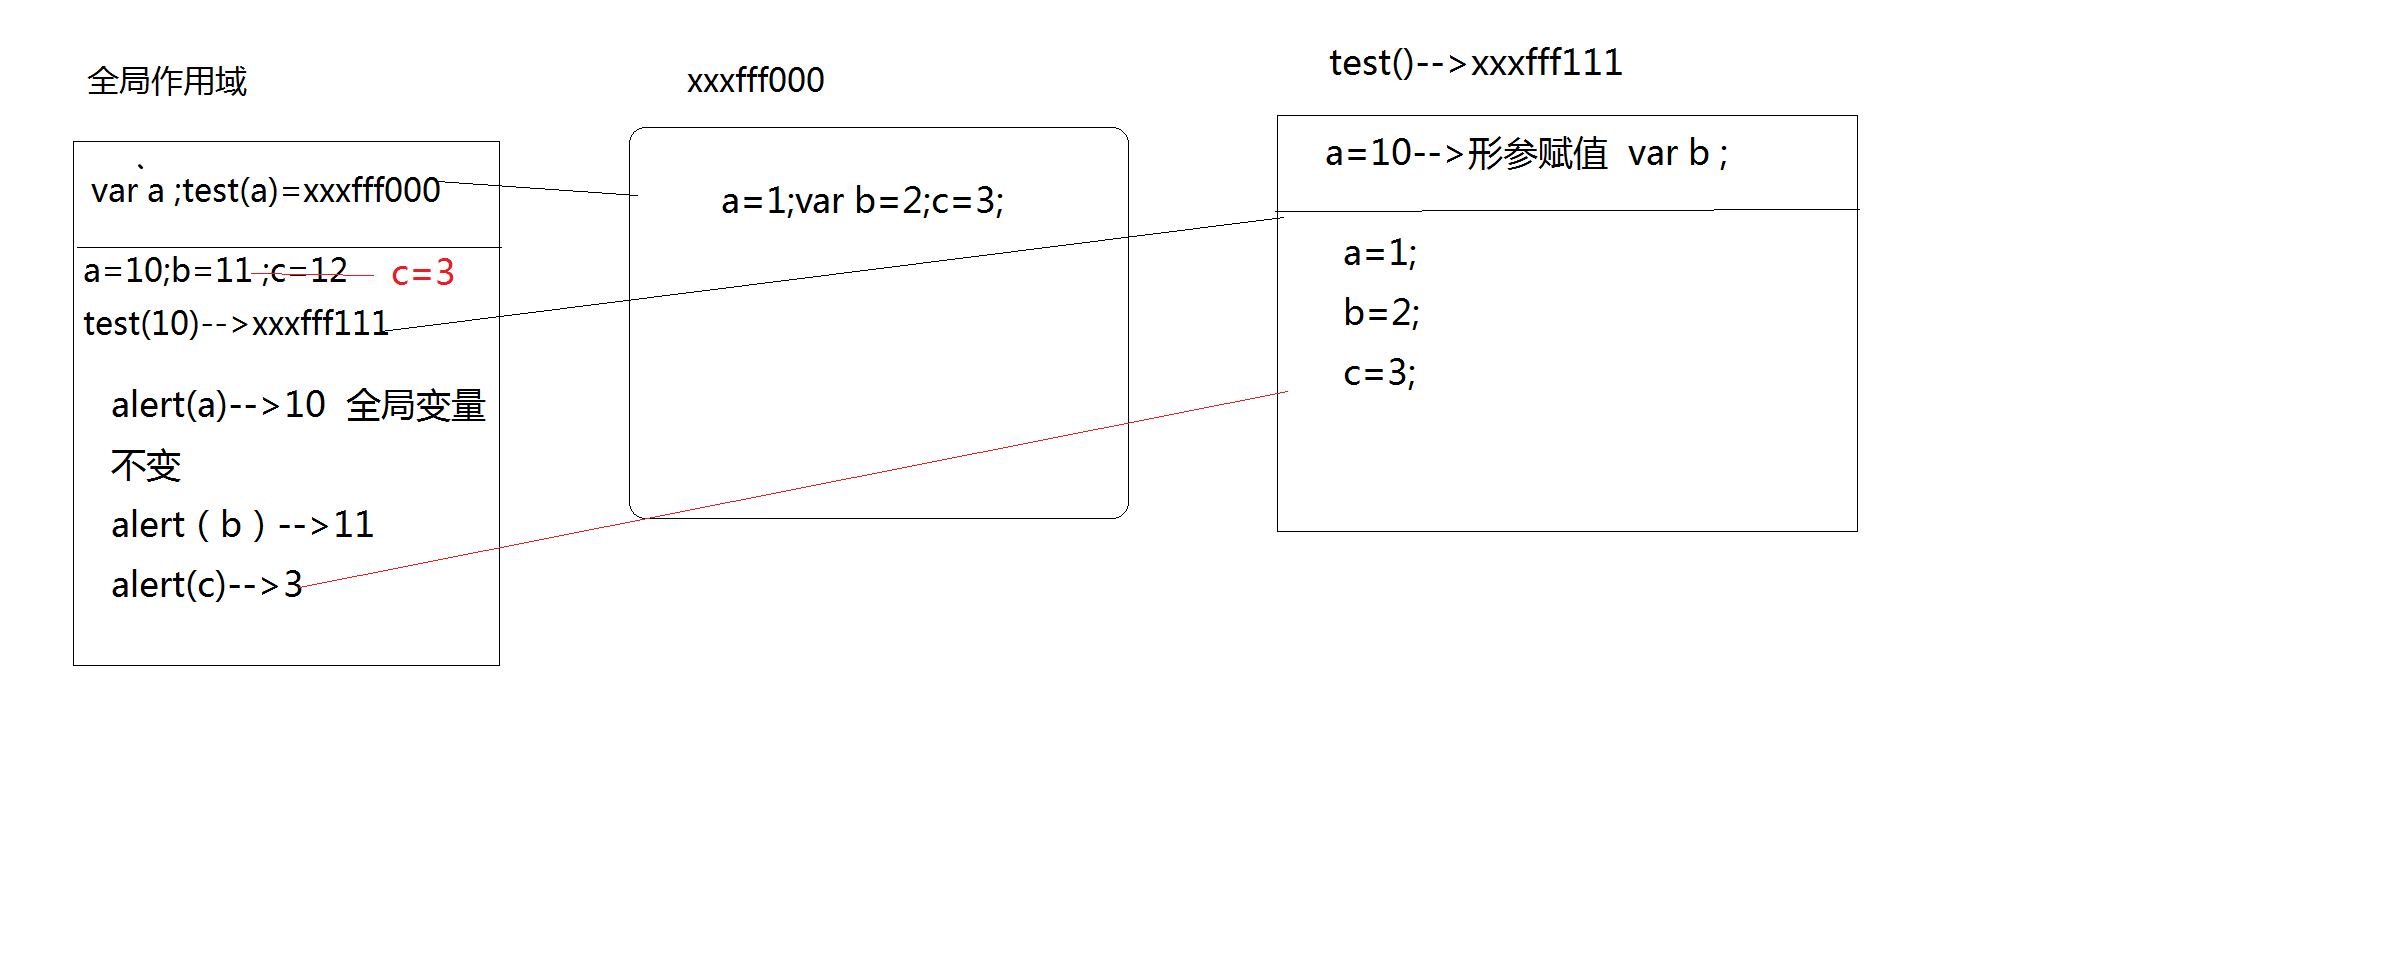 全局作用域
var a ;test(a)=xxxfff000
a=10;b=11 ;c=12 c=3
test(10)-->xxxfff111
alert(a)-->10 全局变量
不变
alert（b）-->11
alert(c)-->3
xxxfff000
a=1;var b=2;c=3;
test()-->xxxfff111
a=10-->形参赋值 var b ;
a=1;
b=2;
c=3;